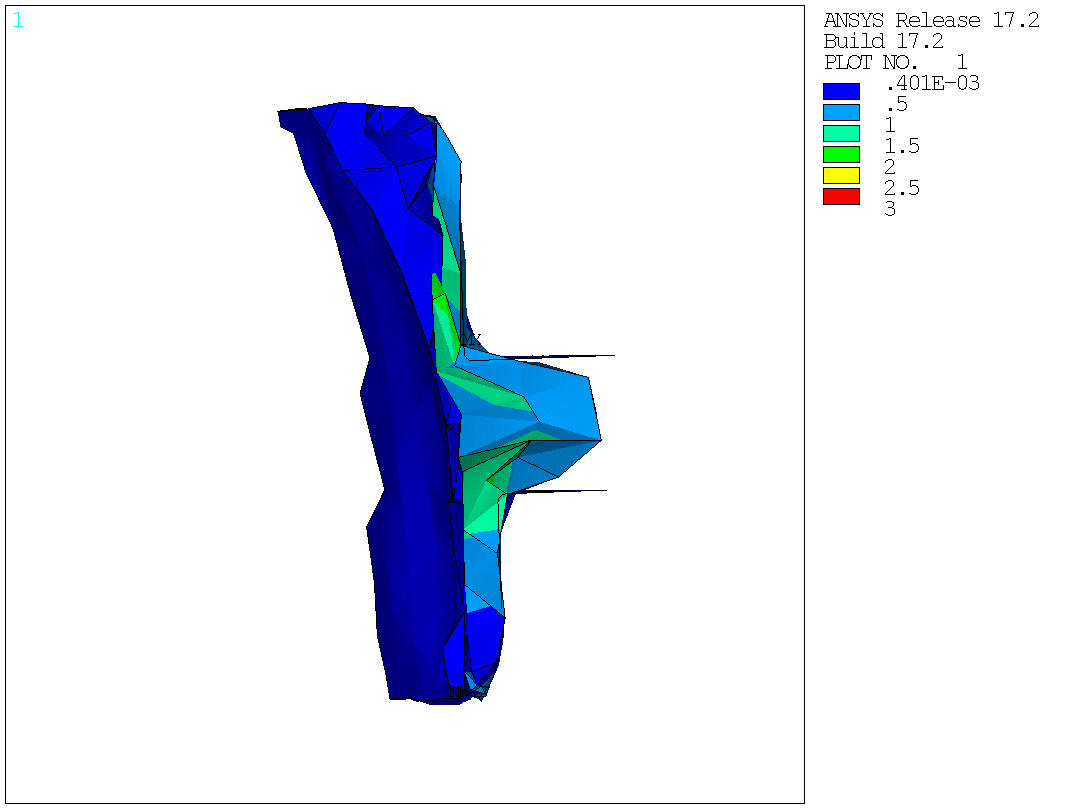 1
ANSYS Release 17.2
Build 17.2
PLOT NO. 1
.401E-03
.5
1
1.5
2
2.5
3
MX